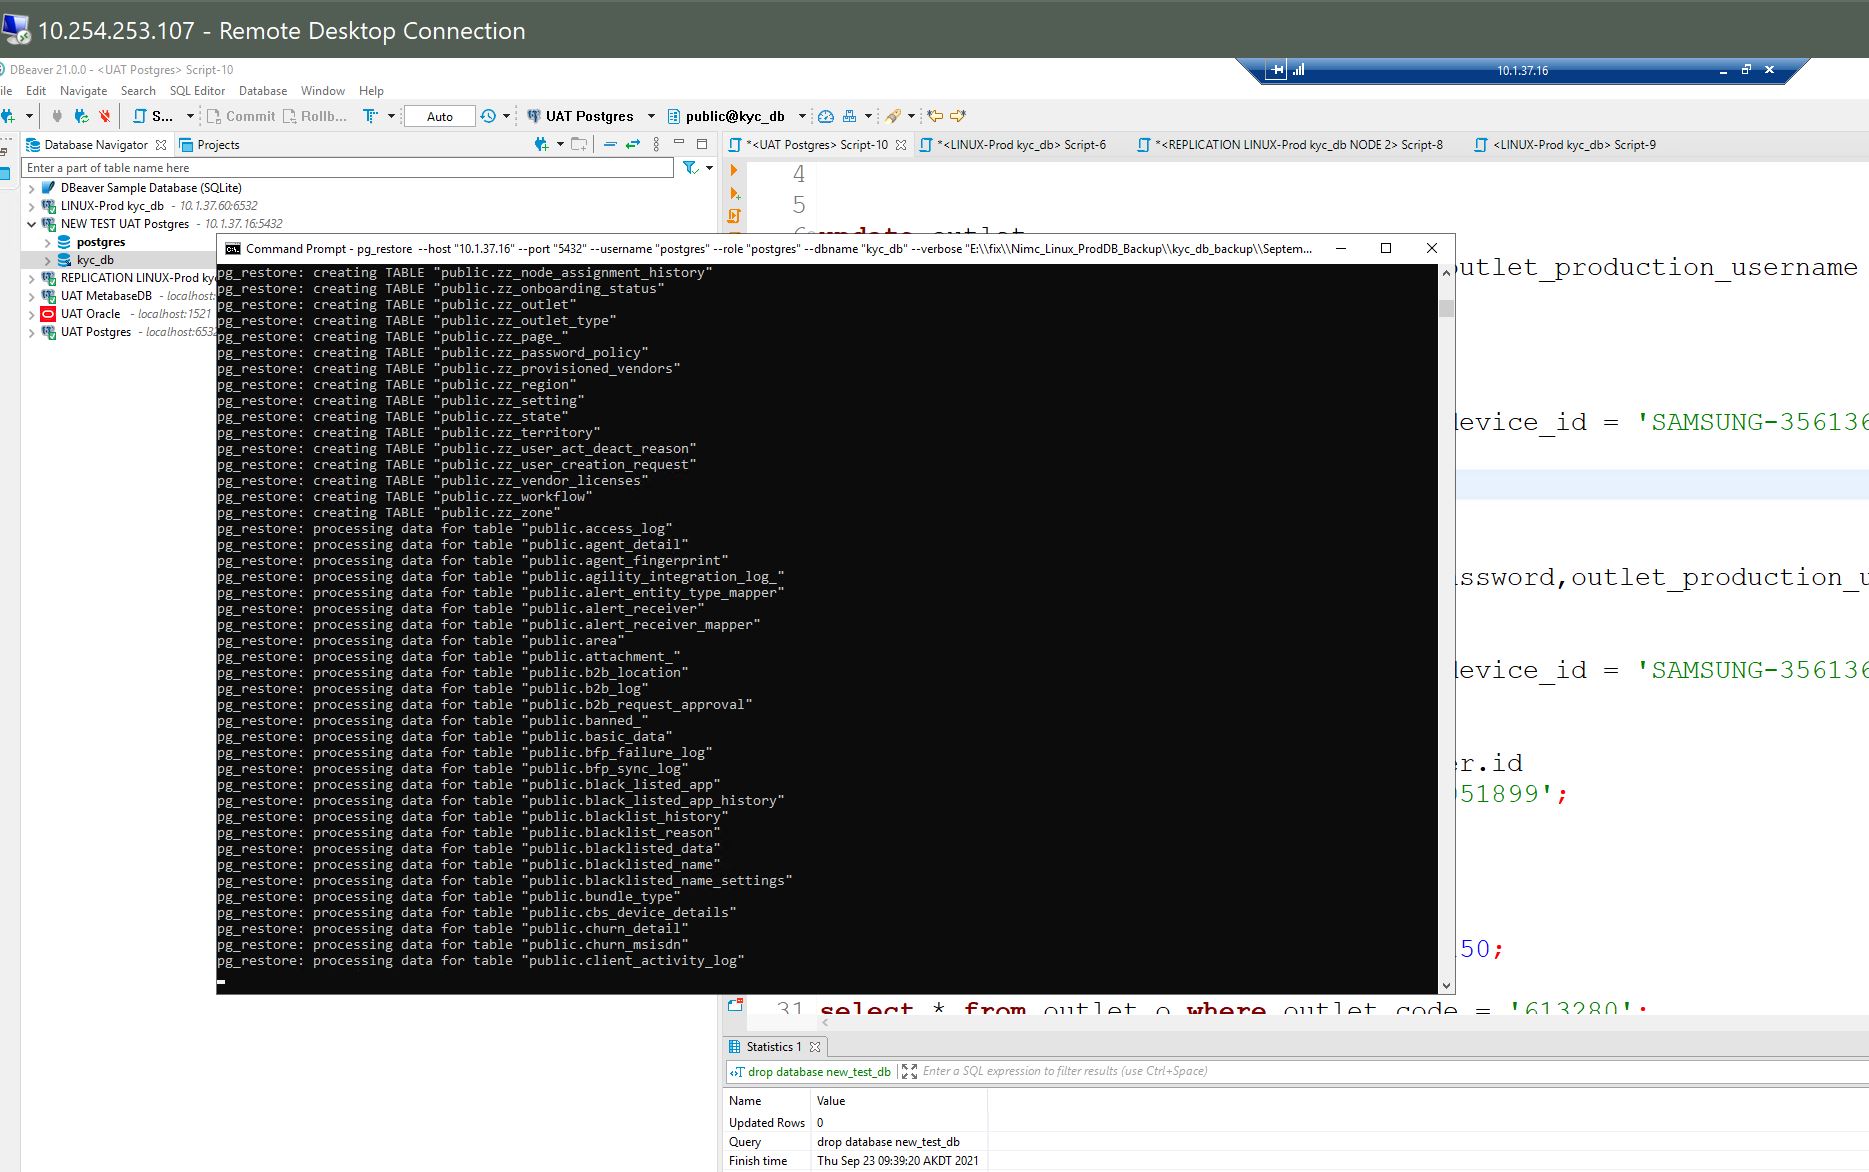 10.254.253.107 - Remote Desktop Connection
DBeaver 21.0.0 - <UAT Postgres> Script-10
10.1.37.16
Edit Navigate Search SQL Editor Database Window Help
S... Commit Rollb... T Auto UAT Postgres public@kyc_db
Database Navigator Projects
*<UAT Postgres> Script-10 *<LINUX-Prod kyc_db> Script-6 *<REPLICATION LINUX-Prod kyc_db NODE 2> Script-8 <LINUX-Prod kyc_db> Script-9
Enter a part of table name here
DBeaver Sample Database (SQLite)
LINUX-Prod kyc_db - 10.1.37.60:6532
NEW TEST UAT Postgres - 10.1.37.16:5432
postgres
kyc_db
REPLICATION LINUX-Prod kyc
UAT MetabaseDB - localhost:
UAT Oracle - localhost:1521
UAT Postgres - localhost:6532
Command Prompt - pg_restore --host "10.1.37.16" --port "5432" --username "postgres" --role "postgres" --dbname "kyc_db" --verbose "E:\\fix\\Nimc_Linux_ProdDB_Backup\\kyc_db_backup\\Septem...
pg_restore: creating TABLE "public.zz_node_assignment_history"
pg_restore: creating TABLE "public.zz_onboarding_status"
pg_restore: creating TABLE "public.zz_outlet"
pg_restore: creating TABLE "public.zz_outlet_type"
pg_restore: creating TABLE "public.zz_page_"
pg_restore: creating TABLE "public.zz_password_policy"
pg_restore: creating TABLE "public.zz_provisioned_vendors"
pg_restore: creating TABLE "public.zz_region"
pg_restore: creating TABLE "public.zz_setting"
pg_restore: creating TABLE "public.zz_state"
pg_restore: creating TABLE "public.zz_territory"
pg_restore: creating TABLE "public.zz_user_act_deact_reason"
pg_restore: creating TABLE "public.zz_user_creation_request"
pg_restore: creating TABLE "public.zz_vendor_licenses"
pg_restore: creating TABLE "public.zz_workflow"
pg_restore: creating TABLE "public.zz_zone"
pg_restore: processing data for table "public.access_log"
pg_restore: processing data for table "public.agent_detail"
pg_restore: processing data for table "public.agent_fingerprint"
pg_restore: processing data for table "public.agility_integration_log_"
pg_restore: processing data for table "public.alert_entity_type_mapper"
pg_restore: processing data for table "public.alert_receiver"
pg_restore: processing data for table "public.alert_receiver_mapper"
pg_restore: processing data for table "public.area"
pg_restore: processing data for table "public.attachment_"
pg_restore: processing data for table "public.b2b_location"
pg_restore: processing data for table "public.b2b_log"
pg_restore: processing data for table "public.b2b_request_approval"
pg_restore: processing data for table "public.banned_"
pg_restore: processing data for table "public.basic_data"
pg_restore: processing data for table "public.bfp_failure_log"
pg_restore: processing data for table "public.bfp_sync_log"
pg_restore: processing data for table "public.black_listed_app"
pg_restore: processing data for table "public.black_listed_app_history"
pg_restore: processing data for table "public.blacklist_history"
pg_restore: processing data for table "public.blacklist_reason"
pg_restore: processing data for table "public.blacklisted_data"
pg_restore: processing data for table "public.blacklisted_name"
pg_restore: processing data for table "public.blacklisted_name_settings"
pg_restore: processing data for table "public.bundle_type"
pg_restore: processing data for table "public.cbs_device_details"
pg_restore: processing data for table "public.churn_detail"
pg_restore: processing data for table "public.churn_msisdn"
pg_restore: processing data for table "public.client_activity_log"
4
5
update outlet
outlet_production_username
device_id = 'SAMSUNG-356136
ssword,outlet_production_u
device_id = 'SAMSUNG-356136
er.id
051899';
50;
31 select * from outlet o where outlet_code = '613280';
Statistics 1
drop database new_test_db Enter a SQL expression to filter results (use Ctrl+Space)
Name Value
Updated Rows 0
Query drop database new_test_db
Finish time Thu Sep 23 09:39:20 AKDT 2021